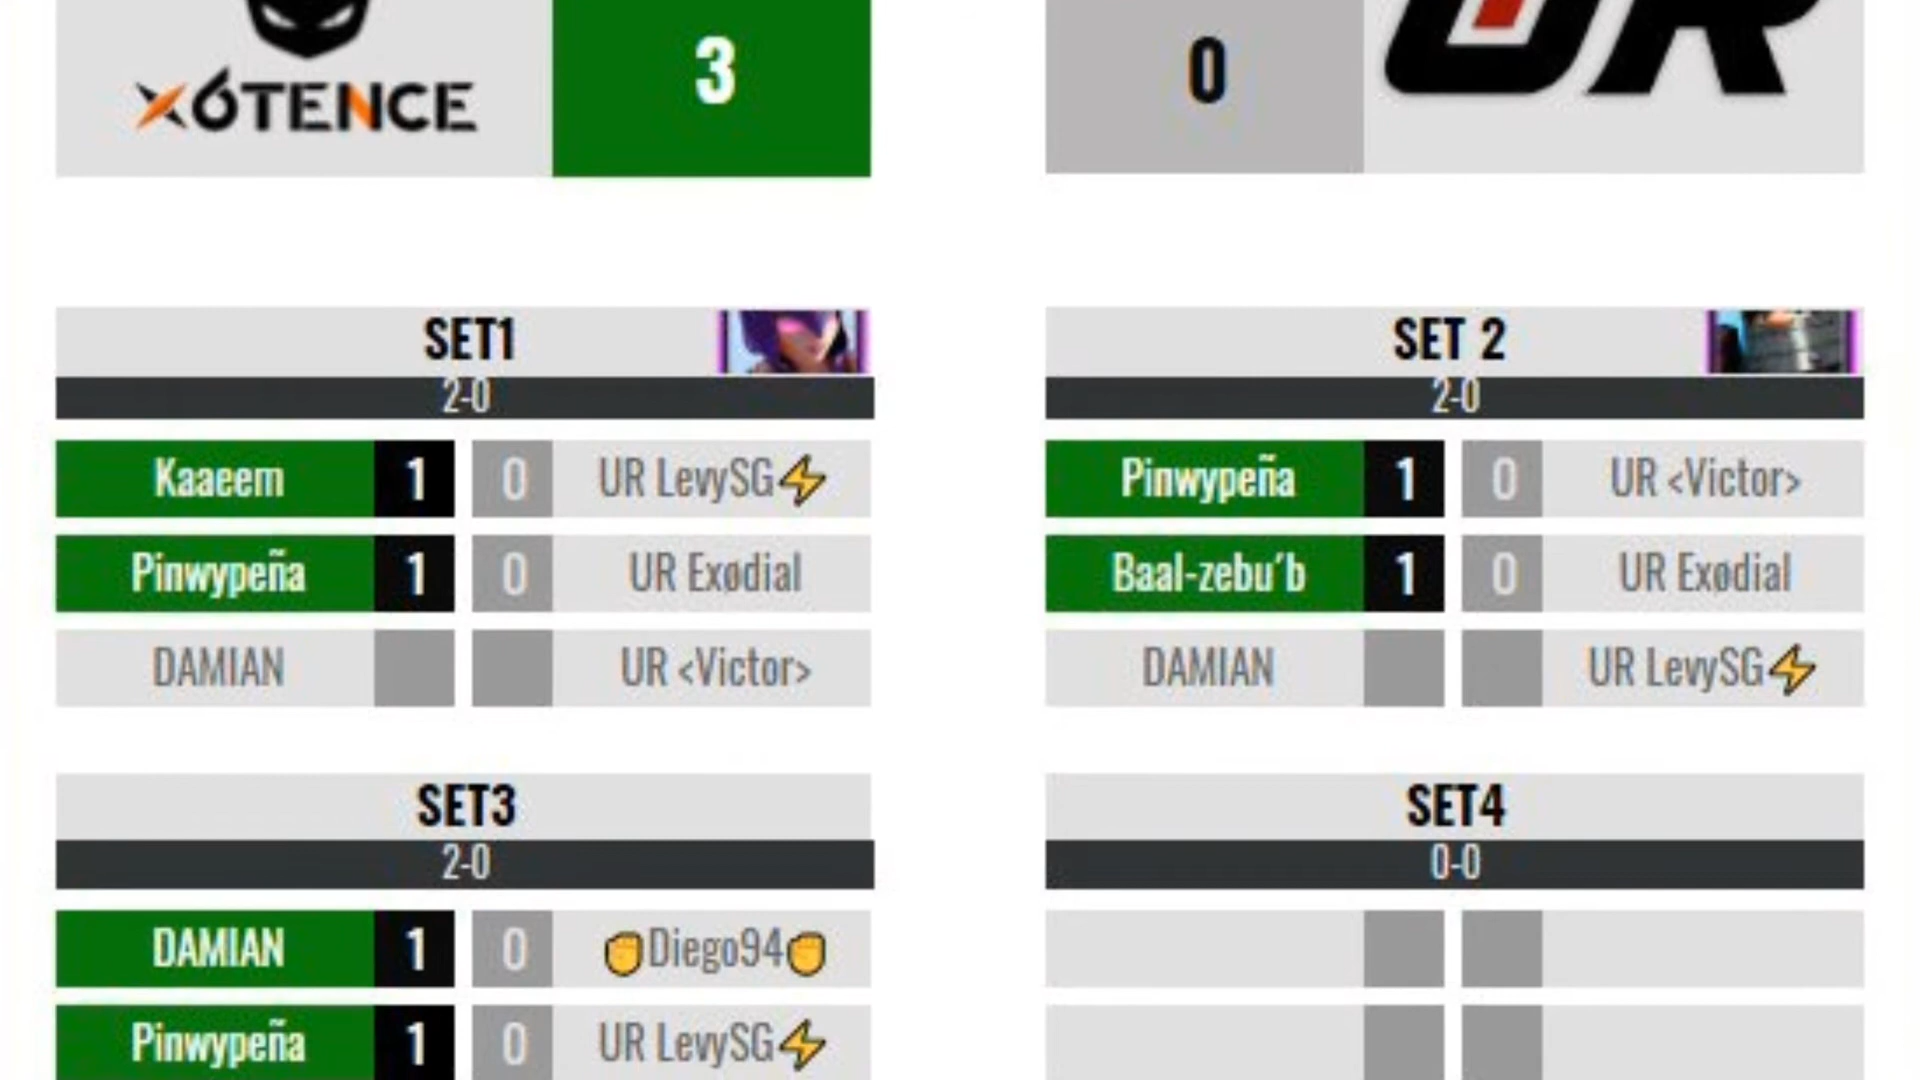 X6TENCE
3
0
UR
SET1
2-0
Kaaeem 1 0 UR LevySG⚡
Pinwypeña 1 0 UR Exødial
DAMIAN UR <Victor>
SET 2
2-0
Pinwypeña 1 0 UR <Victor>
Baal-zebu´b 1 0 UR Exødial
DAMIAN UR LevySG⚡
SET3
2-0
DAMIAN 1 0 ✊Diego94✊
Pinwypeña 1 0 UR LevySG⚡
SET4
0-0